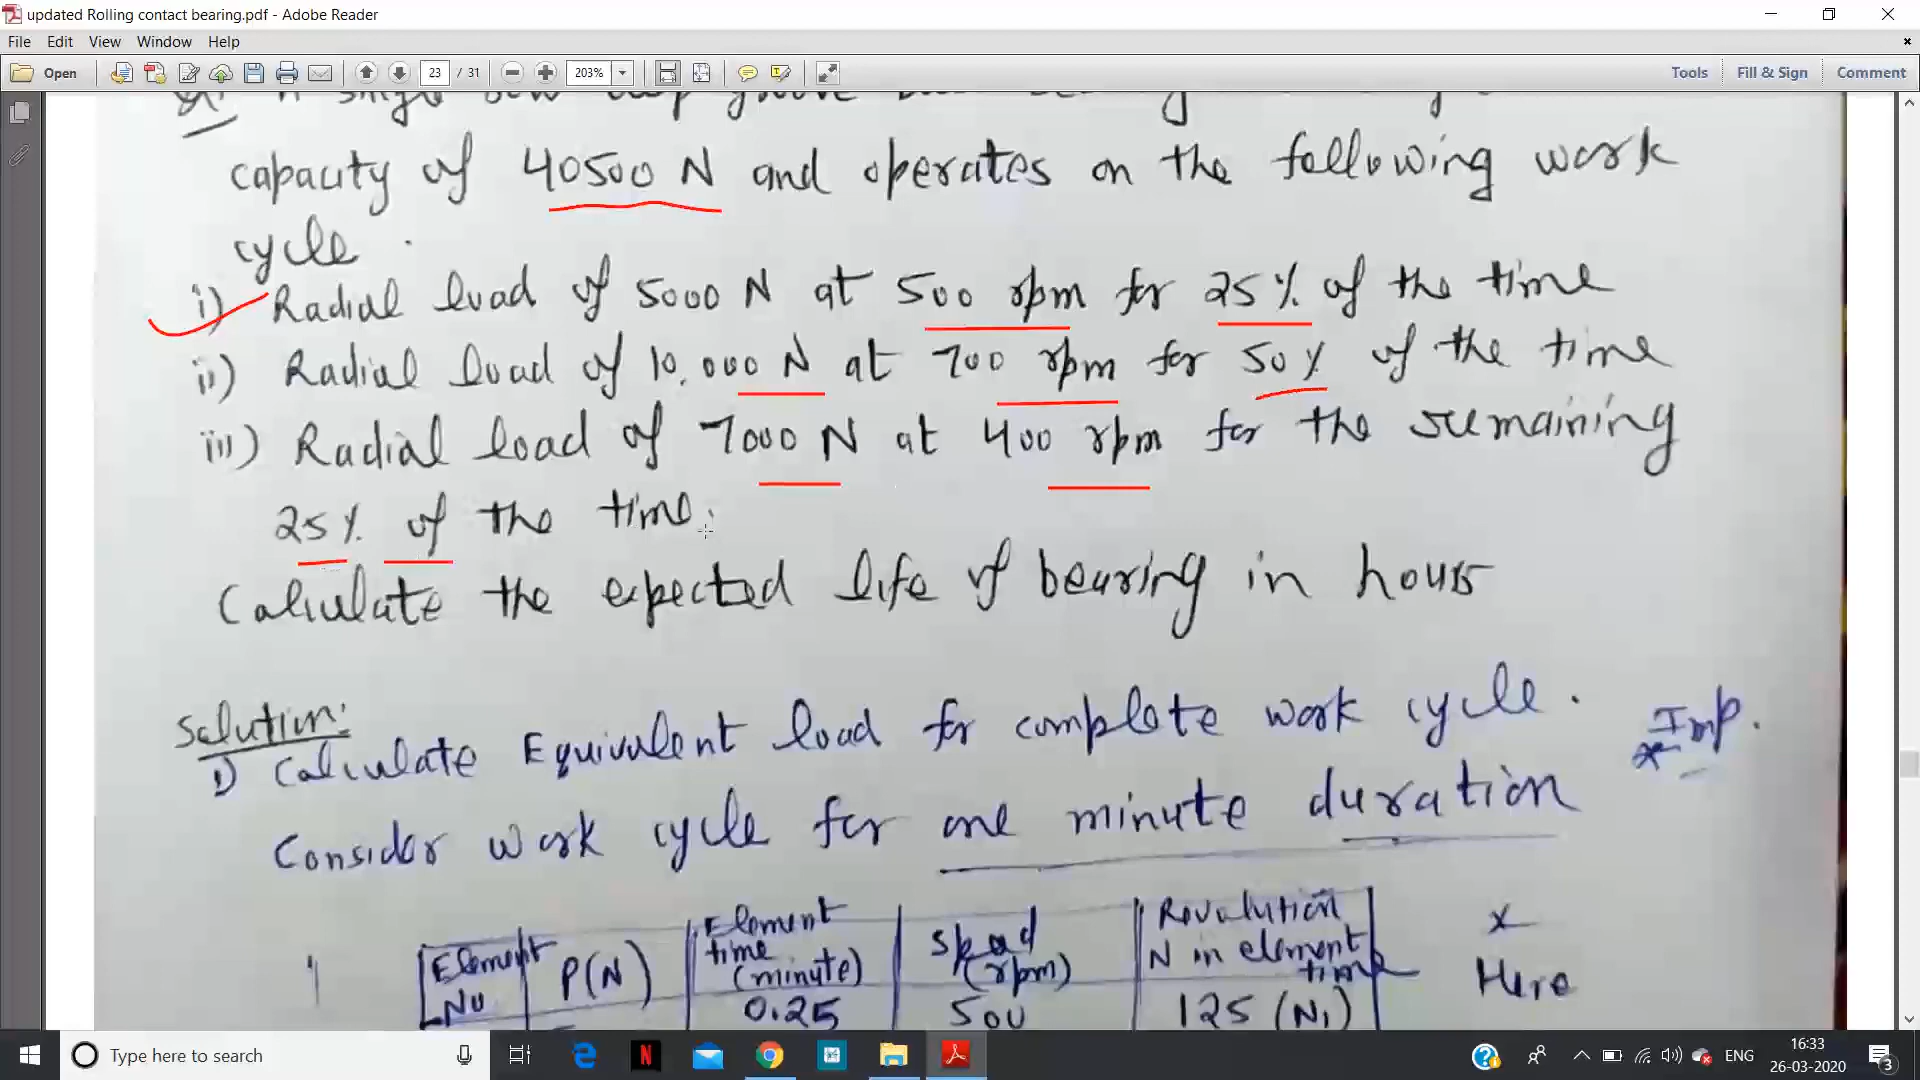 updated Rolling contact bearing.pdf - Adobe Reader
File Edit View Window Help
Open 23 / 31 203% Tools Fill & Sign Comment
A single row deep groove
capacity of 40500 N and operates on the following work
cycle.
i) Radial load of 5000 N at 500 rpm for 25% of the time
ii) Radial load of 10,000 N at 700 rpm for 50% of the time
iii) Radial load of 7000 N at 400 rpm for the remaining
25% of the time.
Calculate the expected life of bearing in hours
Solution:
1) Calculate Equivalent load for complete work cycle.
Imp.
Consider work cycle for one minute duration
Element No P(N) Element time (minute) Speed (rpm) Revolution N in element time
x
Here
0.25 500 125 (N1)
Type here to search
ENG
16:33
26-03-2020
3